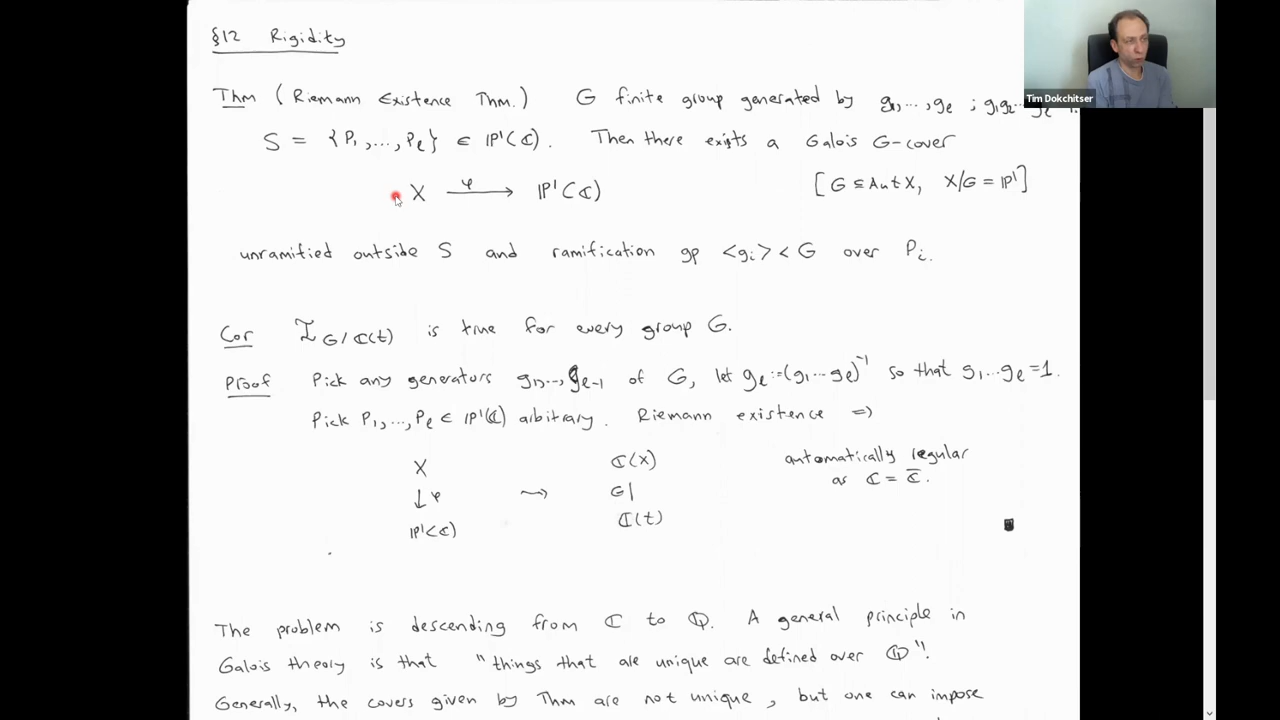 §12 Rigidity
Tim Dokchitser
Thm (Riemann Existence Thm.) G finite group generated by g₁,...,gₑ ; g₁g₂...
S = {P₁,...,Pₑ} ∈ ℙ¹(ℂ). Then there exists a Galois G-cover
X —φ→ ℙ¹(ℂ) [G ⊆ Aut X, X/G = ℙ¹]
unramified outside S and ramification gp <gᵢ> < G over Pᵢ.
Cor I_G/ℂ(t) is true for every group G.
Proof Pick any generators g₁,...,gₑ₋₁ of G, let gₑ:=(g₁...gₑ)⁻¹ so that g₁...gₑ=1.
Pick P₁,...,Pₑ ∈ ℙ¹(ℂ) arbitrary. Riemann existence =>
X ℂ(X) automatically regular
↓φ ⇝ G| as ℂ = ℂ̅.
ℙ¹(ℂ) ℂ(t)
The problem is descending from ℂ to ℚ. A general principle in
Galois theory is that "things that are unique are defined over ℚ".
Generally, the covers given by Thm are not unique, but one can impose